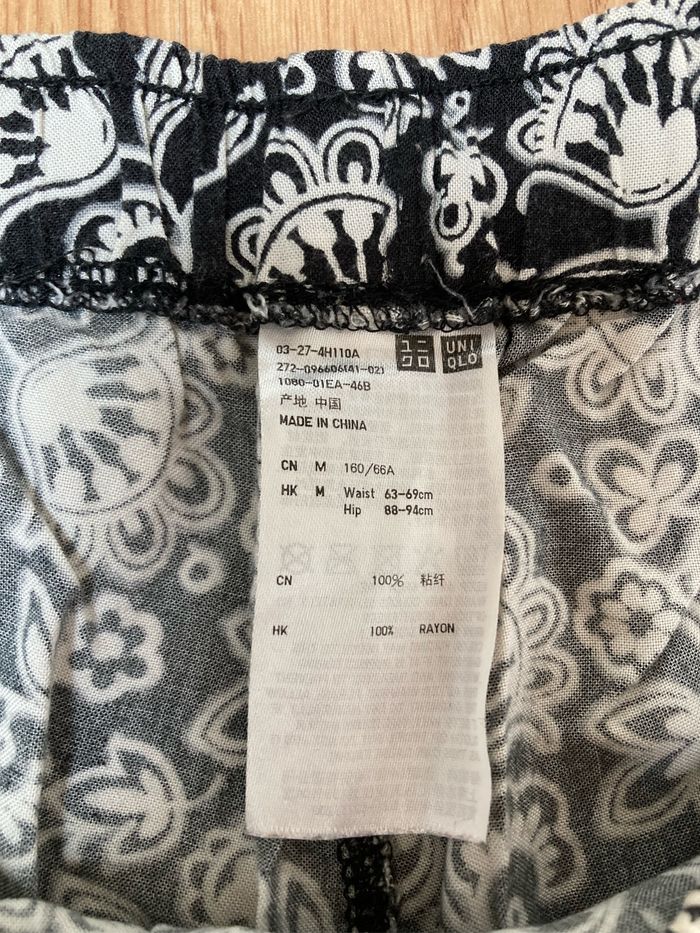 03-27-4H110A
ユニクロ UNIQLO
272-096606(41-02)
1080-01EA-46B
产地 中国
MADE IN CHINA
CN M 160/66A
HK M Waist 63-69cm
Hip 88-94cm
CN 100% 粘纤
HK 100% RAYON